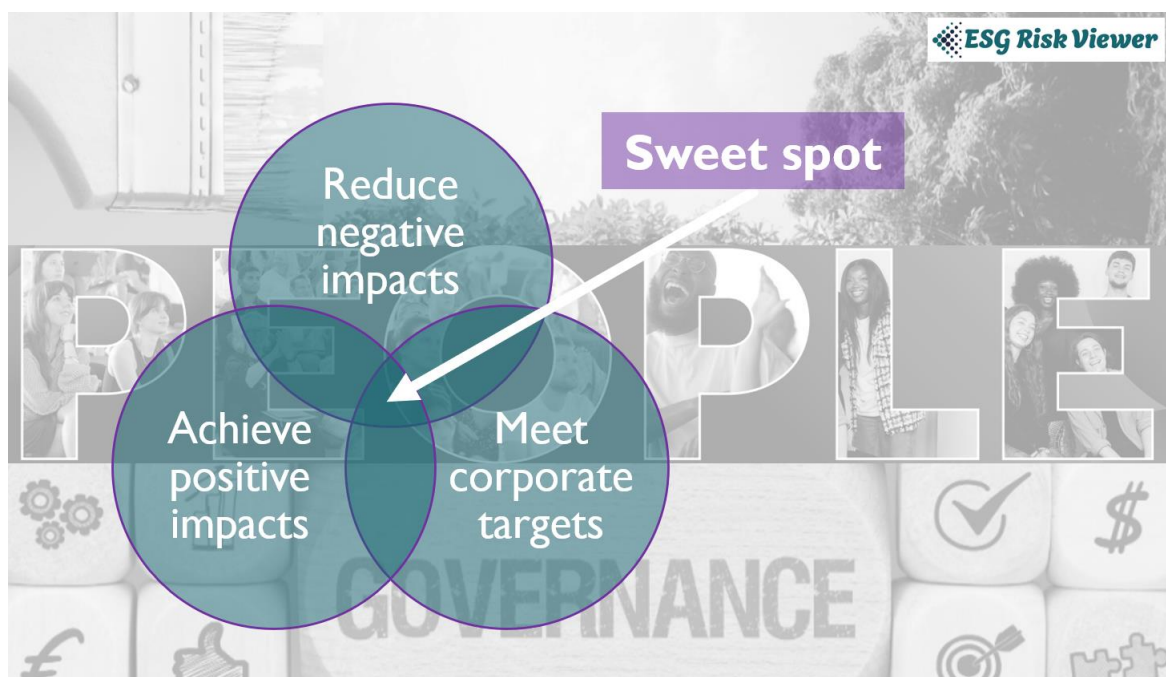 ESG Risk Viewer
Sweet spot
Reduce
negative
impacts
PEOPLE
Achieve
positive
impacts
Meet
corporate
targets
GOVERNANCE
$
€